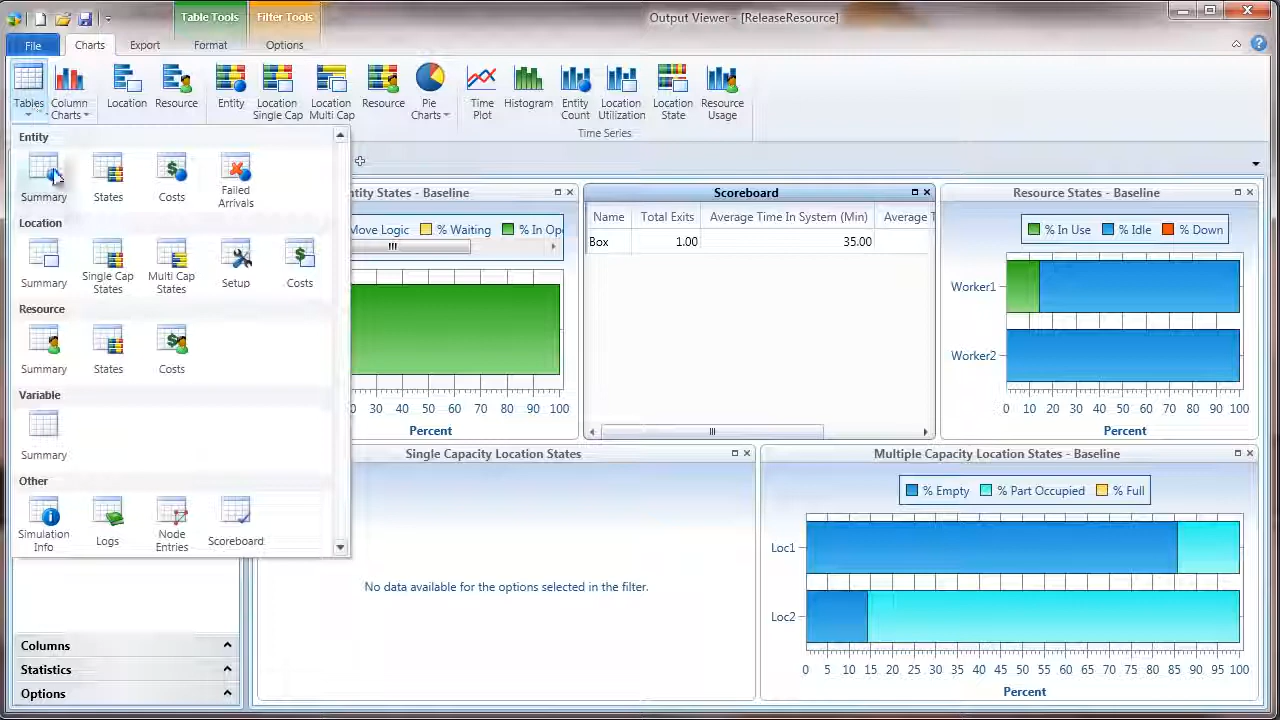 Table Tools
Filter Tools
Output Viewer - [ReleaseResource]
File
Charts
Export
Format
Options
Tables
Column Charts
Location
Resource
Entity
Location Single Cap
Location Multi Cap
Resource
Pie Charts
Time Plot
Histogram
Entity Count
Location Utilization
Location State
Resource Usage
Time Series
Entity
Summary
States
Costs
Failed Arrivals
Location
Summary
Single Cap States
Multi Cap States
Setup
Costs
Resource
Summary
States
Costs
Variable
Summary
Other
Simulation Info
Logs
Node Entries
Scoreboard
Columns
Statistics
Options
ntity States - Baseline
Move Logic
% Waiting
% In Op
0 30 40 50 60 70 80 90 100
Percent
Scoreboard
Name Total Exits Average Time In System (Min) Average T
Box 1.00 35.00
Resource States - Baseline
% In Use % Idle % Down
Worker1
Worker2
0 10 20 30 40 50 60 70 80 90 100
Percent
Single Capacity Location States
No data available for the options selected in the filter.
Multiple Capacity Location States - Baseline
% Empty % Part Occupied % Full
Loc1
Loc2
0 5 10 15 20 25 30 35 40 45 50 55 60 65 70 75 80 85 90 95 100
Percent